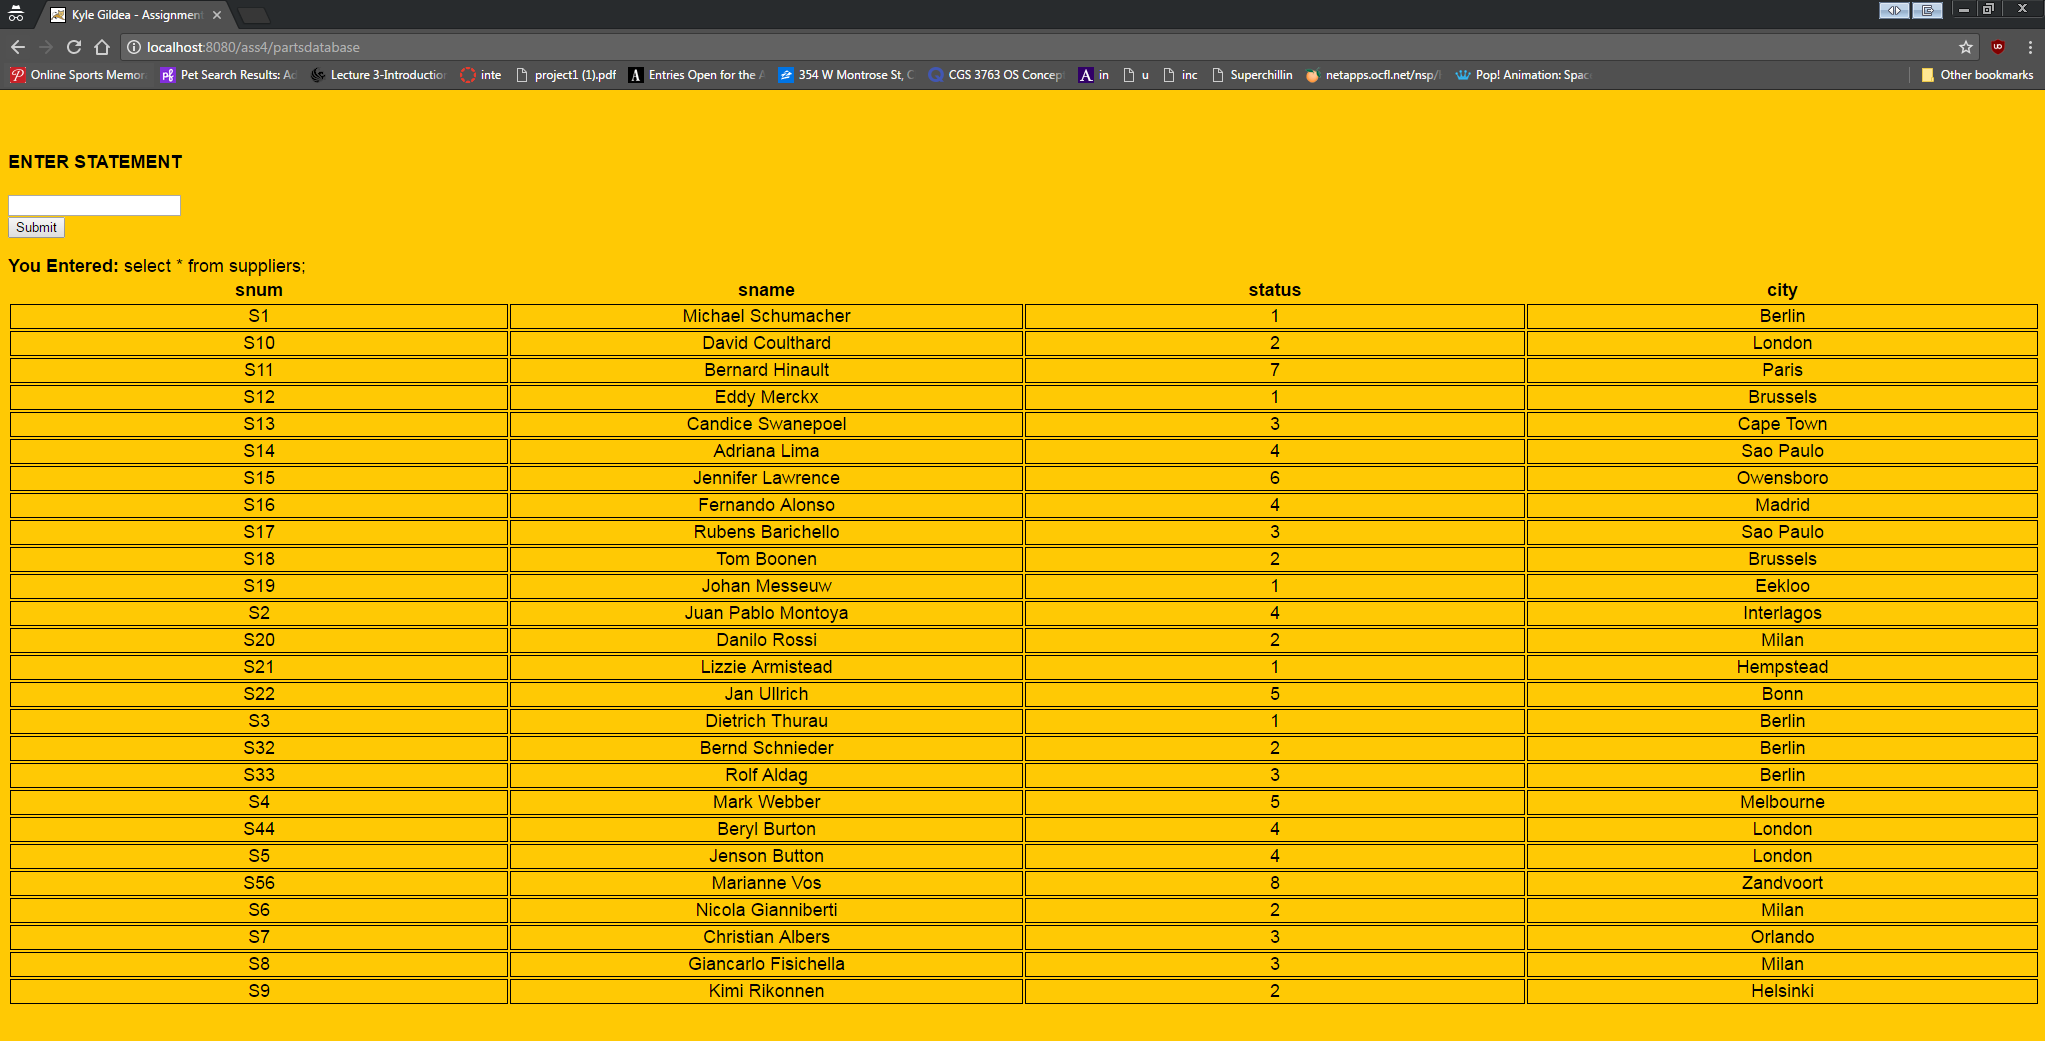 Kyle Gildea - Assignment
localhost:8080/ass4/partsdatabase
Online Sports Memor Pet Search Results: Ad Lecture 3-Introduction inte project1 (1).pdf Entries Open for the A 354 W Montrose St, C CGS 3763 OS Concep in u inc Superchillin netapps.ocfl.net/nsp/ Pop! Animation: Spac Other bookmarks
ENTER STATEMENT
Submit
You Entered: select * from suppliers;
snum sname status city
S1 Michael Schumacher 1 Berlin
S10 David Coulthard 2 London
S11 Bernard Hinault 7 Paris
S12 Eddy Merckx 1 Brussels
S13 Candice Swanepoel 3 Cape Town
S14 Adriana Lima 4 Sao Paulo
S15 Jennifer Lawrence 6 Owensboro
S16 Fernando Alonso 4 Madrid
S17 Rubens Barichello 3 Sao Paulo
S18 Tom Boonen 2 Brussels
S19 Johan Messeuw 1 Eekloo
S2 Juan Pablo Montoya 4 Interlagos
S20 Danilo Rossi 2 Milan
S21 Lizzie Armistead 1 Hempstead
S22 Jan Ullrich 5 Bonn
S3 Dietrich Thurau 1 Berlin
S32 Bernd Schnieder 2 Berlin
S33 Rolf Aldag 3 Berlin
S4 Mark Webber 5 Melbourne
S44 Beryl Burton 4 London
S5 Jenson Button 4 London
S56 Marianne Vos 8 Zandvoort
S6 Nicola Gianniberti 2 Milan
S7 Christian Albers 3 Orlando
S8 Giancarlo Fisichella 3 Milan
S9 Kimi Rikonnen 2 Helsinki